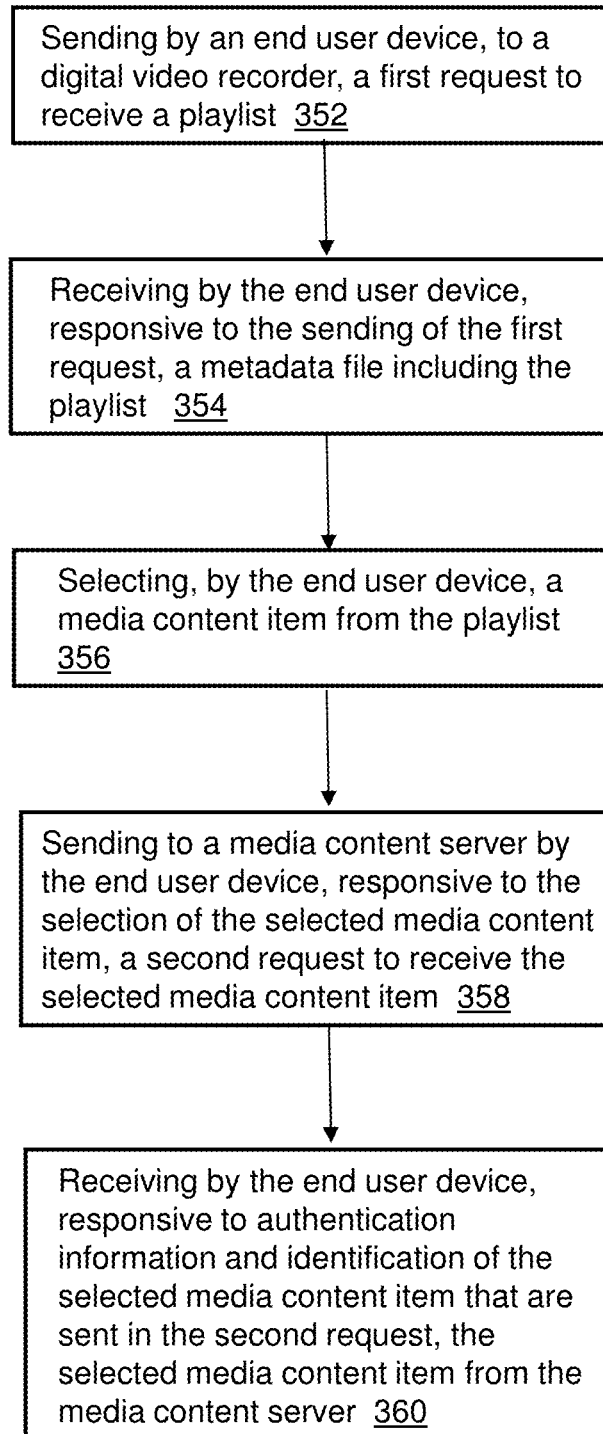 Sending by an end user device, to a
digital video recorder, a first request to
receive a playlist 352
Receiving by the end user device,
responsive to the sending of the first
request, a metadata file including the
playlist 354
Selecting, by the end user device, a
media content item from the playlist
356
Sending to a media content server by
the end user device, responsive to the
selection of the selected media content
item, a second request to receive the
selected media content item 358
Receiving by the end user device,
responsive to authentication
information and identification of the
selected media content item that are
sent in the second request, the
selected media content item from the
media content server 360